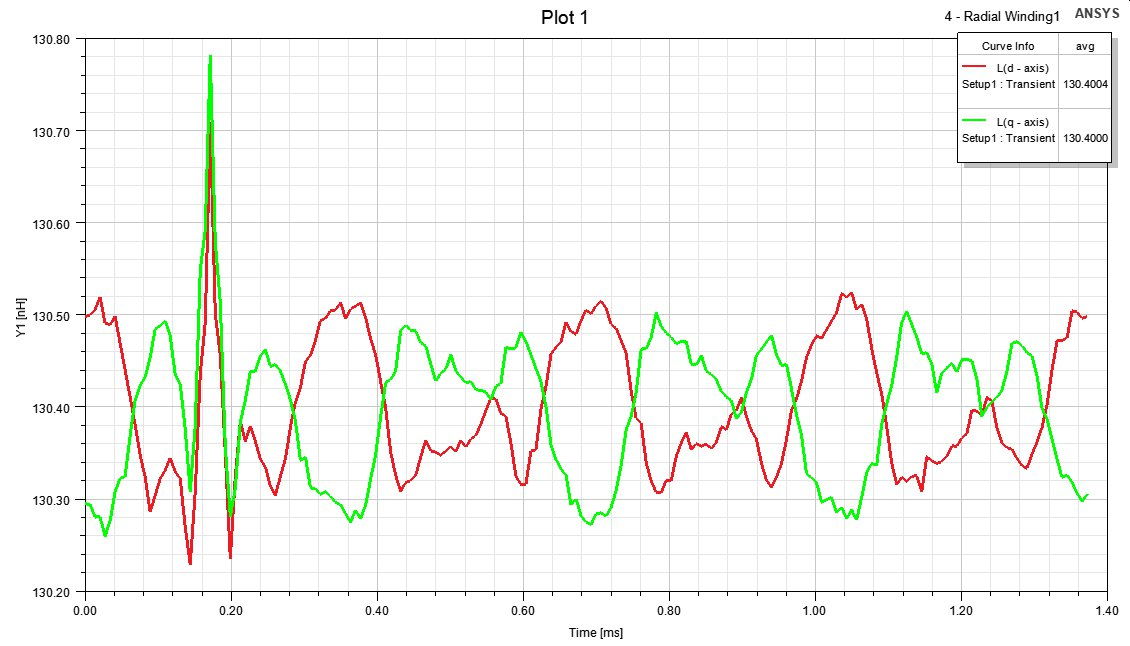 Plot 1
4 - Radial Winding1
ANSYS
Curve Info avg
L(d - axis)
Setup1 : Transient 130.4004
L(q - axis)
Setup1 : Transient 130.4000
130.80
130.70
130.60
130.50
130.40
130.30
130.20
Y1 [nH]
0.00 0.20 0.40 0.60 0.80 1.00 1.20 1.40
Time [ms]